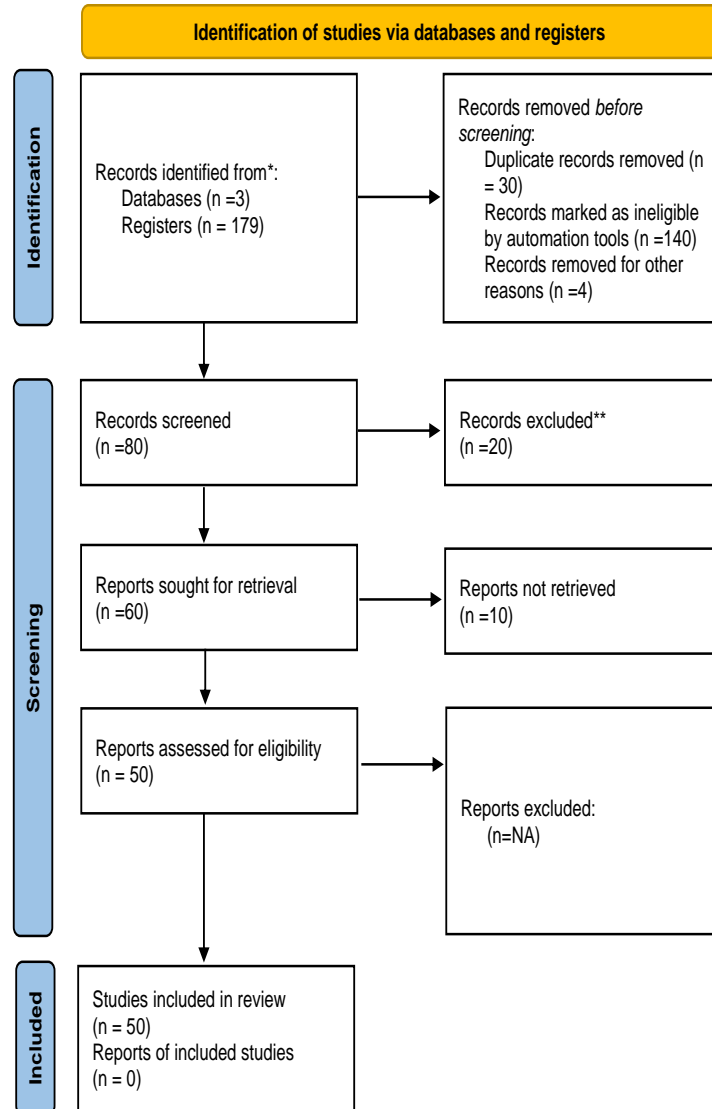 Identification of studies via databases and registers
Identification
Records identified from*:
Databases (n =3)
Registers (n = 179)
Records removed before
screening:
Duplicate records removed (n
= 30)
Records marked as ineligible
by automation tools (n =140)
Records removed for other
reasons (n =4)
Screening
Records screened
(n =80)
Records excluded**
(n =20)
Reports sought for retrieval
(n =60)
Reports not retrieved
(n =10)
Reports assessed for eligibility
(n = 50)
Reports excluded:
(n=NA)
Included
Studies included in review
(n = 50)
Reports of included studies
(n = 0)